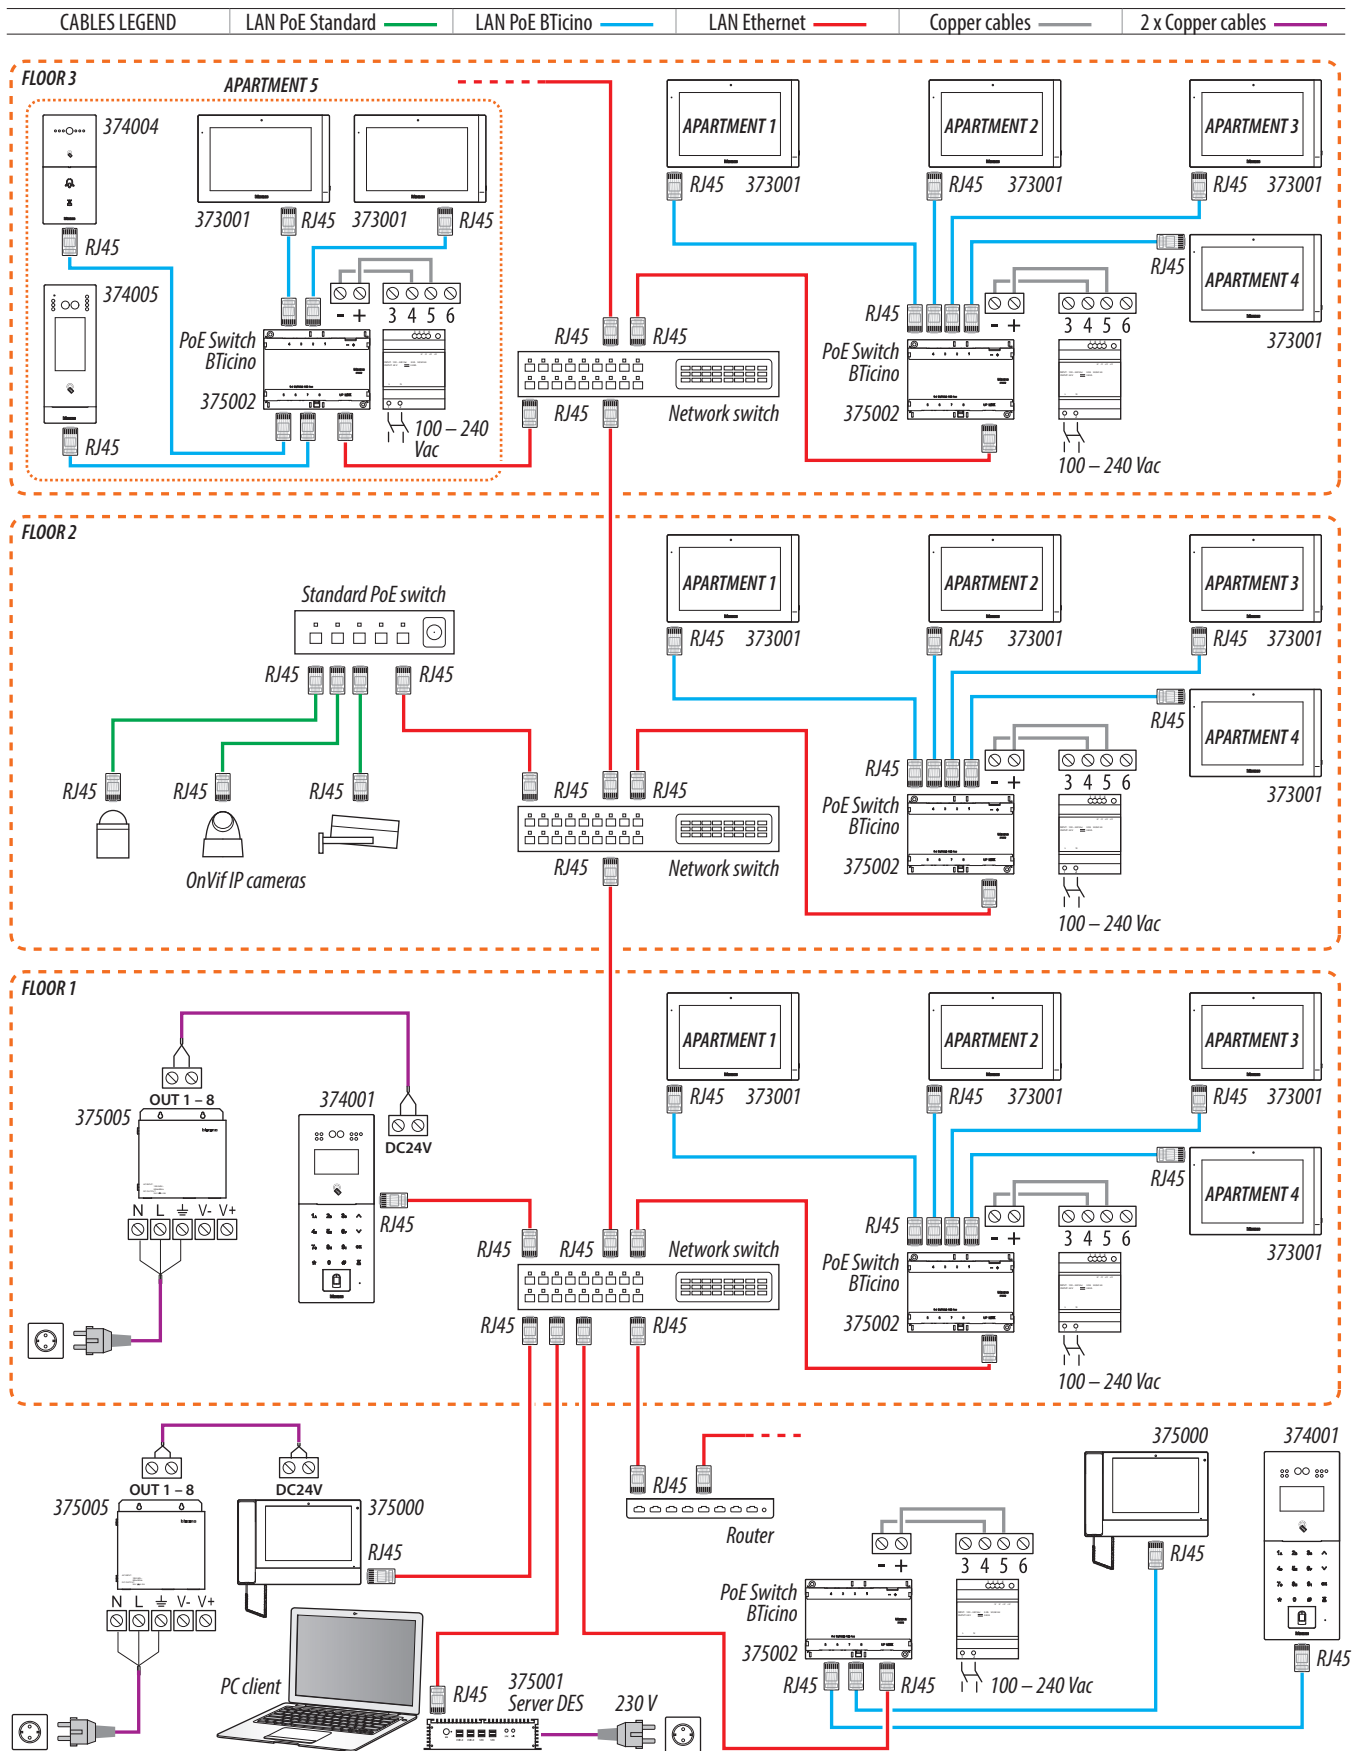 CABLES LEGEND LAN PoE Standard LAN PoE BTicino LAN Ethernet Copper cables 2 x Copper cables
FLOOR 3
APARTMENT 5
374004
373001 RJ45 373001 RJ45
RJ45
374005
- + 3 4 5 6
PoE Switch
BTicino
375002
RJ45
100 – 240
Vac
RJ45 RJ45
RJ45 Network switch
APARTMENT 1 APARTMENT 2 APARTMENT 3
RJ45 373001 RJ45 373001 RJ45 373001
RJ45 APARTMENT 4
373001
RJ45
- + 3 4 5 6
PoE Switch
BTicino
375002
100 – 240 Vac
FLOOR 2
Standard PoE switch
RJ45 RJ45
RJ45 RJ45 RJ45
OnVif IP cameras
RJ45 RJ45
RJ45 Network switch
APARTMENT 1 APARTMENT 2 APARTMENT 3
RJ45 373001 RJ45 373001 RJ45 373001
RJ45 APARTMENT 4
373001
RJ45
- + 3 4 5 6
PoE Switch
BTicino
375002
100 – 240 Vac
FLOOR 1
OUT 1 – 8
375005
374001
DC24V
N L V- V+
RJ45
RJ45 RJ45 Network switch
RJ45 RJ45
APARTMENT 1 APARTMENT 2 APARTMENT 3
RJ45 373001 RJ45 373001 RJ45 373001
RJ45 APARTMENT 4
373001
RJ45
- + 3 4 5 6
PoE Switch
BTicino
375002
100 – 240 Vac
OUT 1 – 8 DC24V
375005 375000
RJ45
N L V- V+
PC client
RJ45
375001
Server DES
230 V
RJ45
Router
- + 3 4 5 6
PoE Switch
BTicino
375002
RJ45 RJ45 100 – 240 Vac
375000 374001
RJ45
RJ45